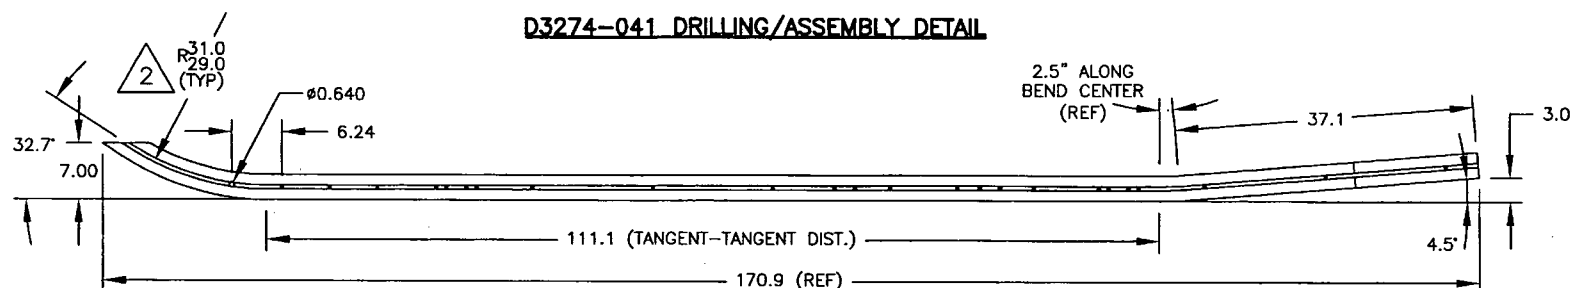 D3274-041 DRILLING/ASSEMBLY DETAIL
2
R31.0
29.0
(TYP)
ø0.640
2.5" ALONG
BEND CENTER
(REF)
37.1
3.0
32.7°
6.24
7.00
111.1 (TANGENT-TANGENT DIST.)
4.5°
170.9 (REF)